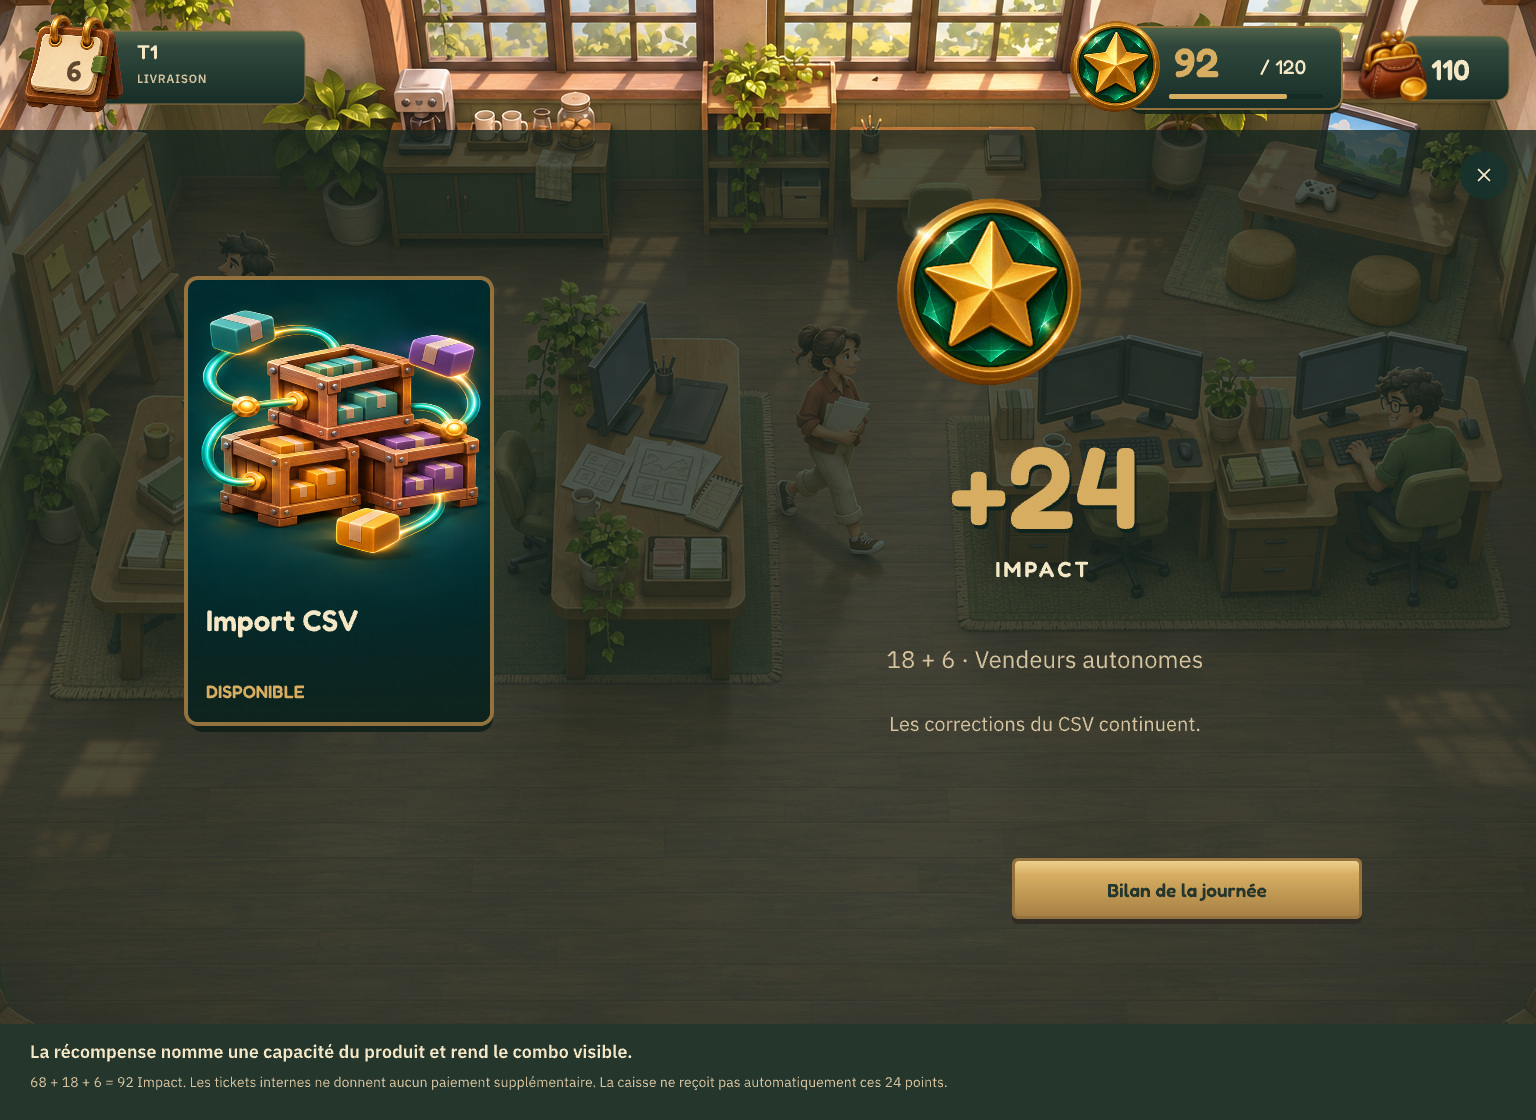 6
T1
LIVRAISON
92 / 120
110
Import CSV
DISPONIBLE
+24
IMPACT
18 + 6 · Vendeurs autonomes
Les corrections du CSV continuent.
Bilan de la journée
La récompense nomme une capacité du produit et rend le combo visible.
68 + 18 + 6 = 92 Impact. Les tickets internes ne donnent aucun paiement supplémentaire. La caisse ne reçoit pas automatiquement ces 24 points.